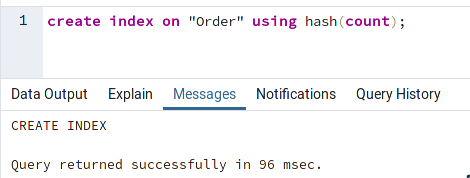 1 create index on "Order" using hash(count);
Data Output Explain Messages Notifications Query History
CREATE INDEX
Query returned successfully in 96 msec.